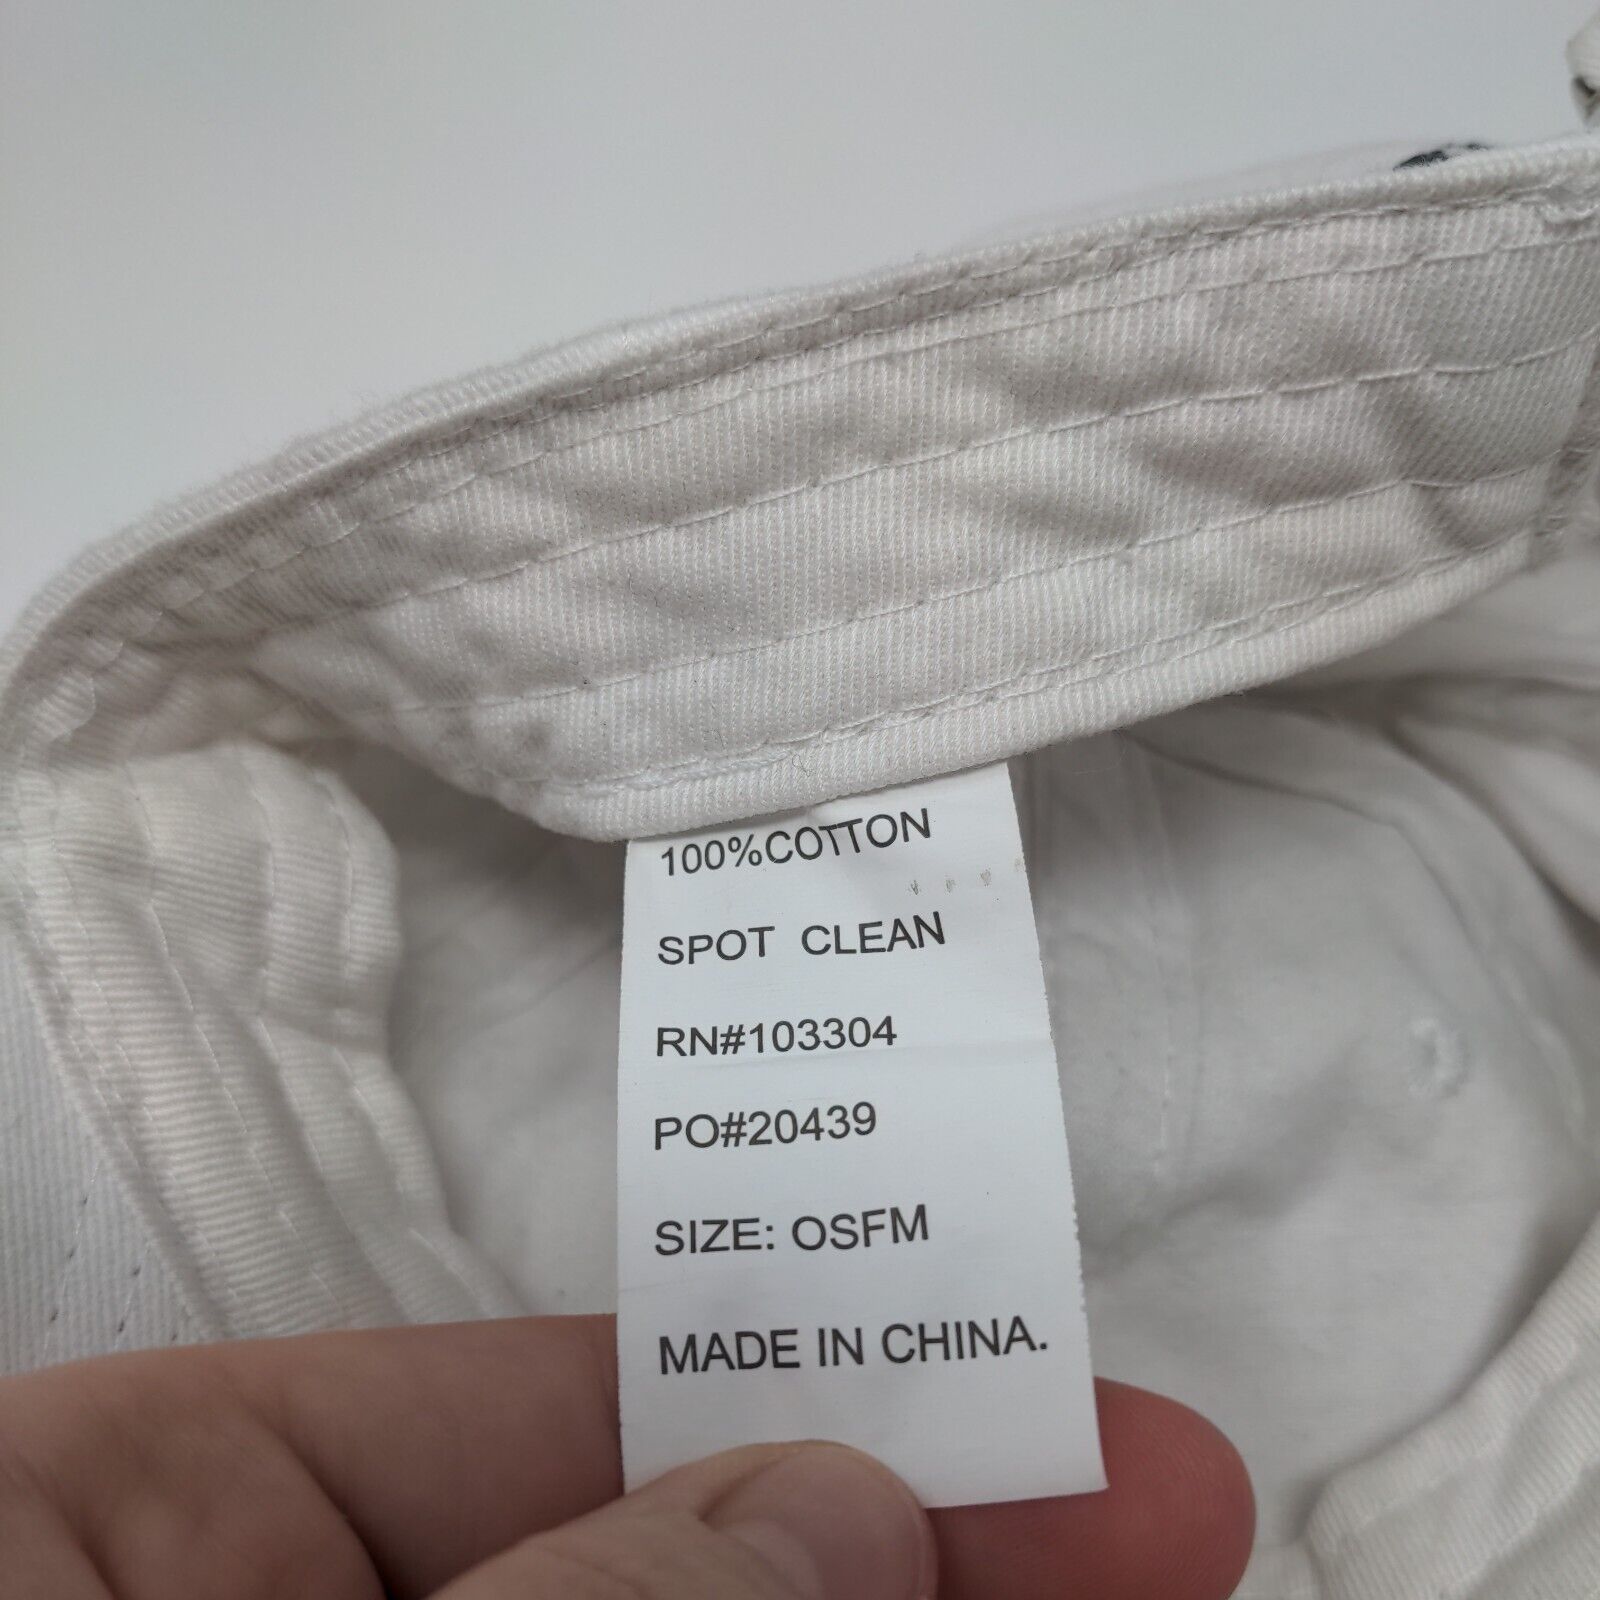 100%COTTON
SPOT CLEAN
RN#103304
PO#20439
SIZE: OSFM
MADE IN CHINA.